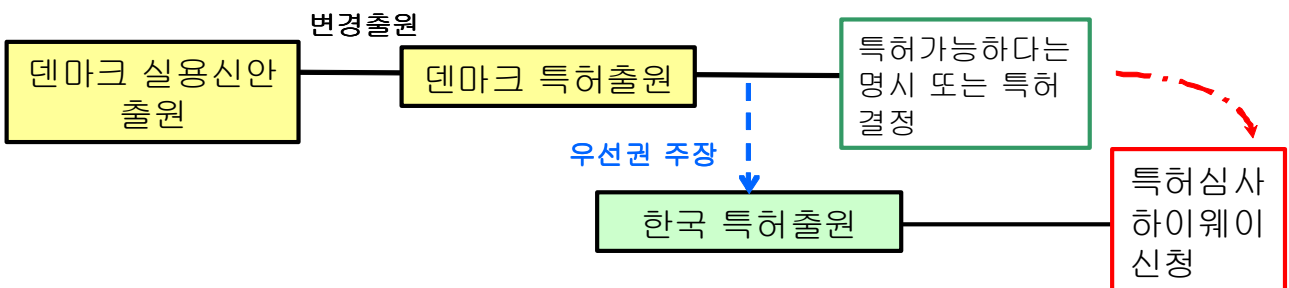 변경출원
덴마크 실용신안
출원
덴마크 특허출원
특허가능하다는
명시 또는 특허
결정
우선권 주장
한국 특허출원
특허심사
하이웨이
신청